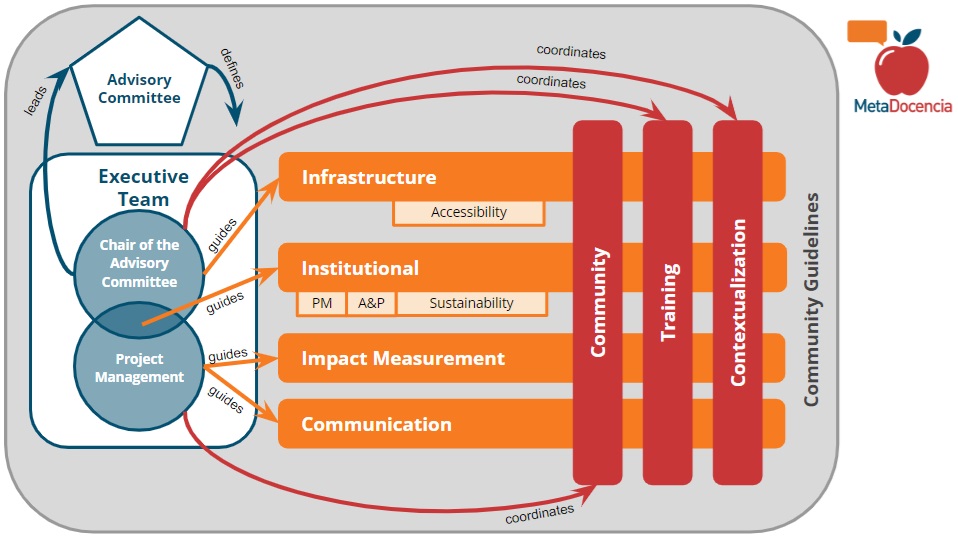 leads
Advisory
Committee
defines
coordinates
coordinates
MetaDocencia
Executive
Team
Chair of the
Advisory
Committee
Project
Management
guides
guides
guides
guides
Infrastructure
Accessibility
Institutional
PM
A&P
Sustainability
Impact Measurement
Communication
Community
Training
Contextualization
coordinates
Community Guidelines